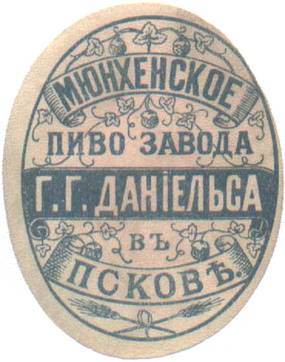 МЮНХЕНСКОЕ
ПИВО ЗАВОДА
Г. Г. ДАНІЕЛЬСА
ВЪ
ПСКОВѢ.